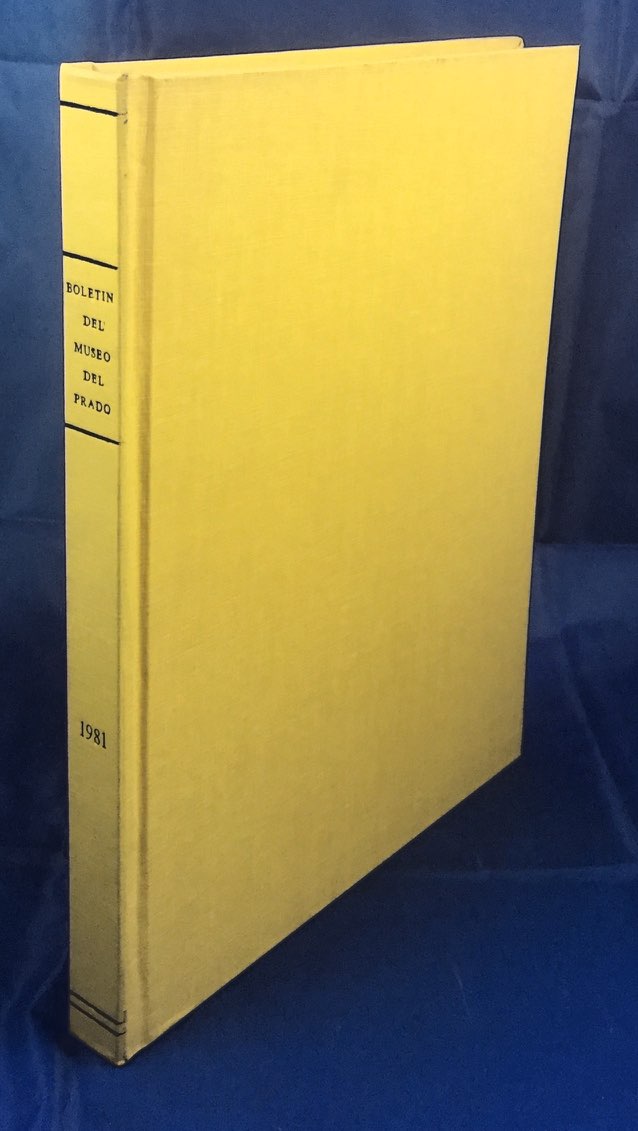 BOLETIN
DEL
MUSEO
DEL
PRADO
1981